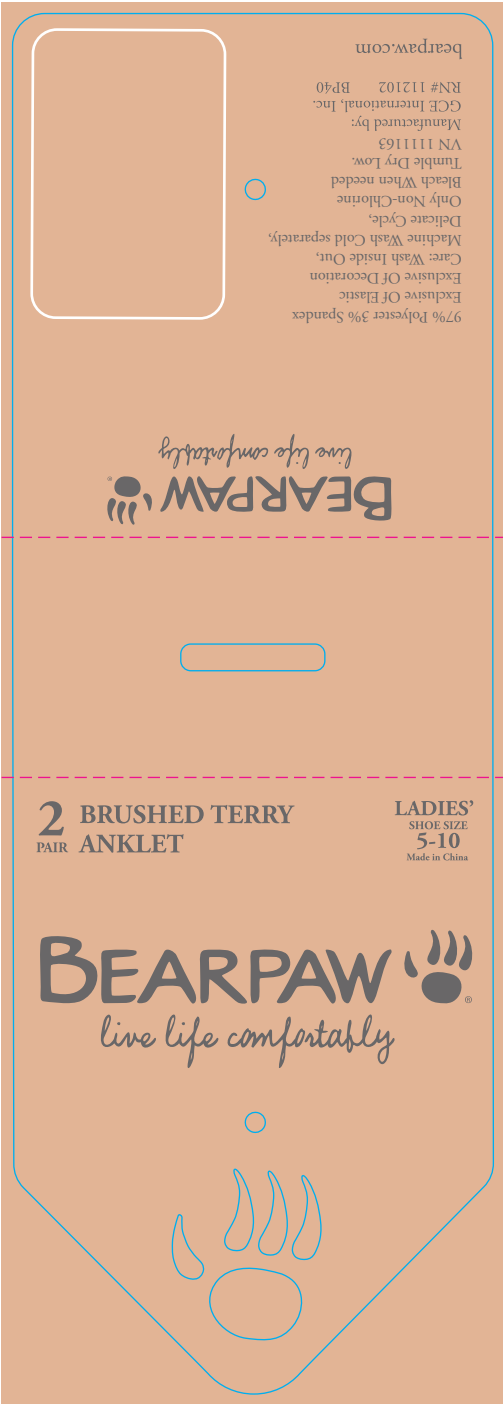 2
PAIR
BRUSHED TERRY
ANKLET
LADIES’
SHOE SIZE
5-10
Made in China
BEARPAW ®
live life comfortably
BEARPAW ®
live life comfortably
97% Polyester 3% Spandex
Exclusive Of Elastic
Exclusive Of Decoration
Care: Wash Inside Out,
Machine Wash Cold separately,
Delicate Cycle,
Only Non-Chlorine
Bleach When needed
Tumble Dry Low.
VN 1111163
Manufactured by:
GCE International, Inc.
RN# 112102 BP40
bearpaw.com